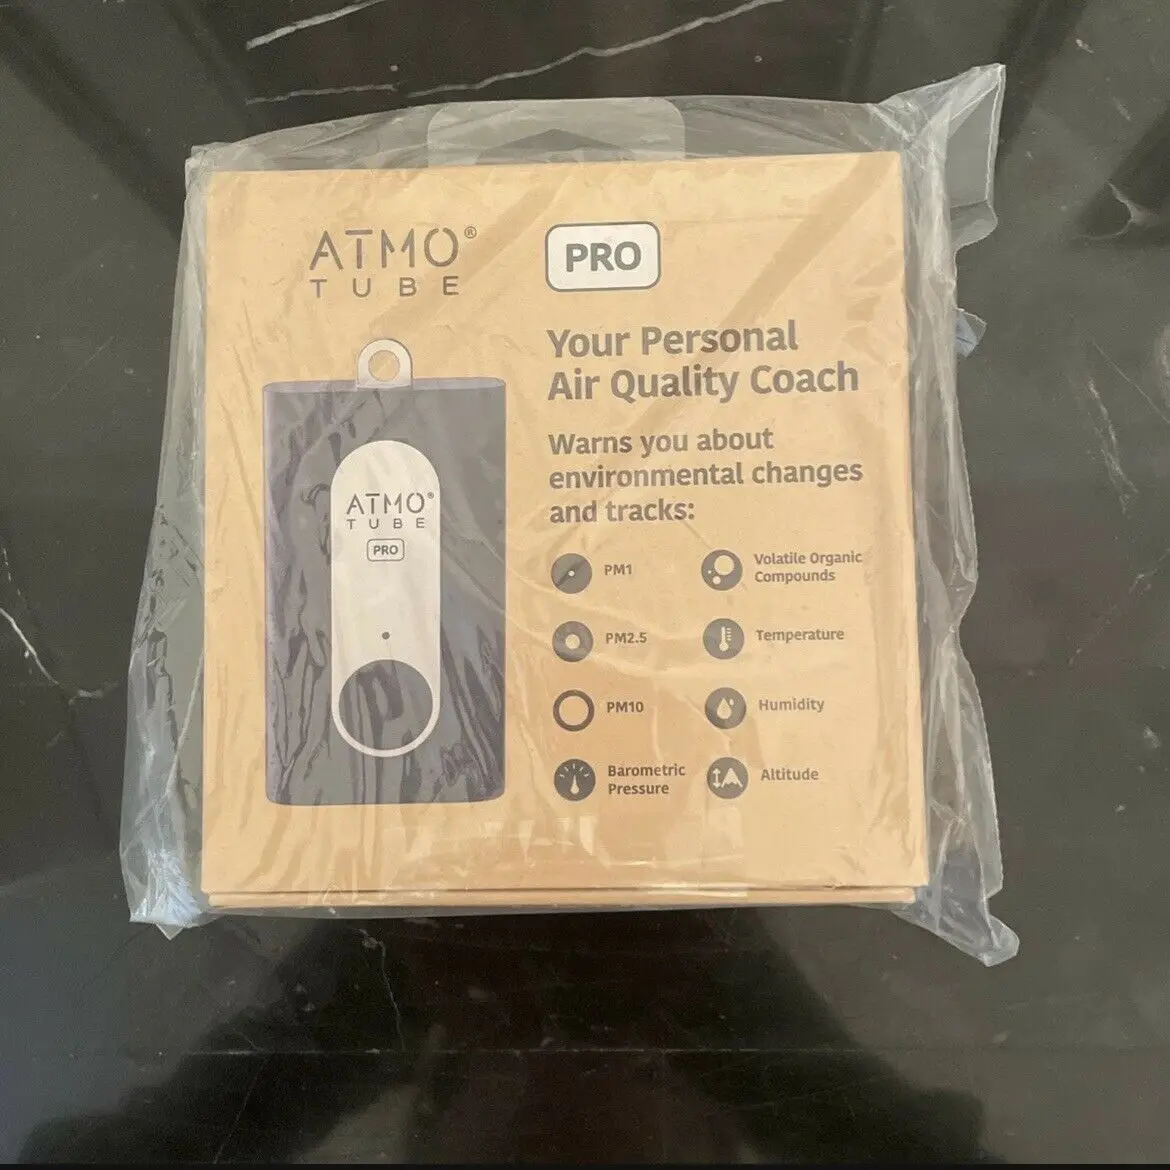 ATMO®
TUBE
PRO
Your Personal
Air Quality Coach
Warns you about
environmental changes
and tracks:
ATMO®
TUBE
PRO
PM1
Volatile Organic
Compounds
PM2.5
Temperature
PM10
Humidity
Barometric
Pressure
Altitude